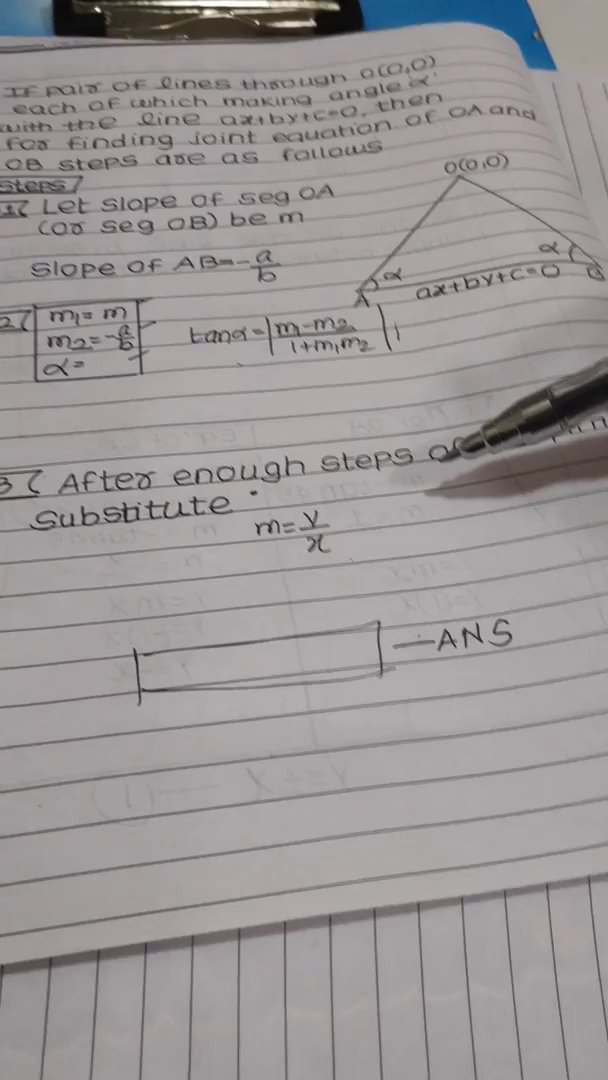 If pair of lines through O(0,0)
each of which making angle α
with the line ax+by+c=0, then
for finding joint equation of OA and
OB steps are as follows
Steps
1) Let slope of seg OA
(or seg OB) be m
Slope of AB = -a/b
O(0,0)
α
α
A
B
ax+by+c=0
2) m₁ = m
m₂ = -a/b
α =
tanα = |m₁-m₂/1+m₁m₂|
3) After enough steps
substitute
m = y/x
—ANS